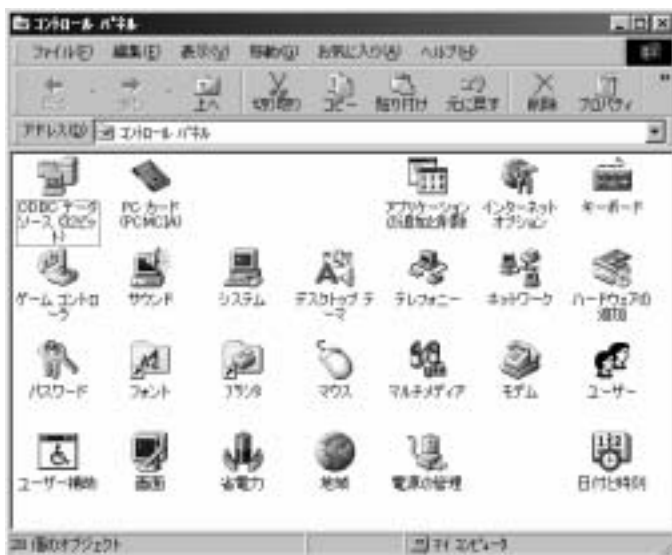 コントロール パネル
ファイル(F) 編集(E) 表示(V) 移動(G) お気に入り(A) ヘルプ(H)
上へ 切り取り コピー 貼り付け 元に戻す 削除 プロパティ
アドレス(D) コントロール パネル
ODBC データ ソース (32ビット)
PC カード (PCMCIA)
アプリケーションの追加と削除
インターネット オプション
キーボード
ゲーム コントローラ
サウンド
システム
デスクトップ テーマ
テレフォニー
ネットワーク
ハードウェアの追加
パスワード
フォント
プリンタ
マウス
マルチメディア
モデム
ユーザー
ユーザー補助
画面
省電力
地域
電源の管理
日付と時刻
個のオブジェクト
マイ コンピュータ